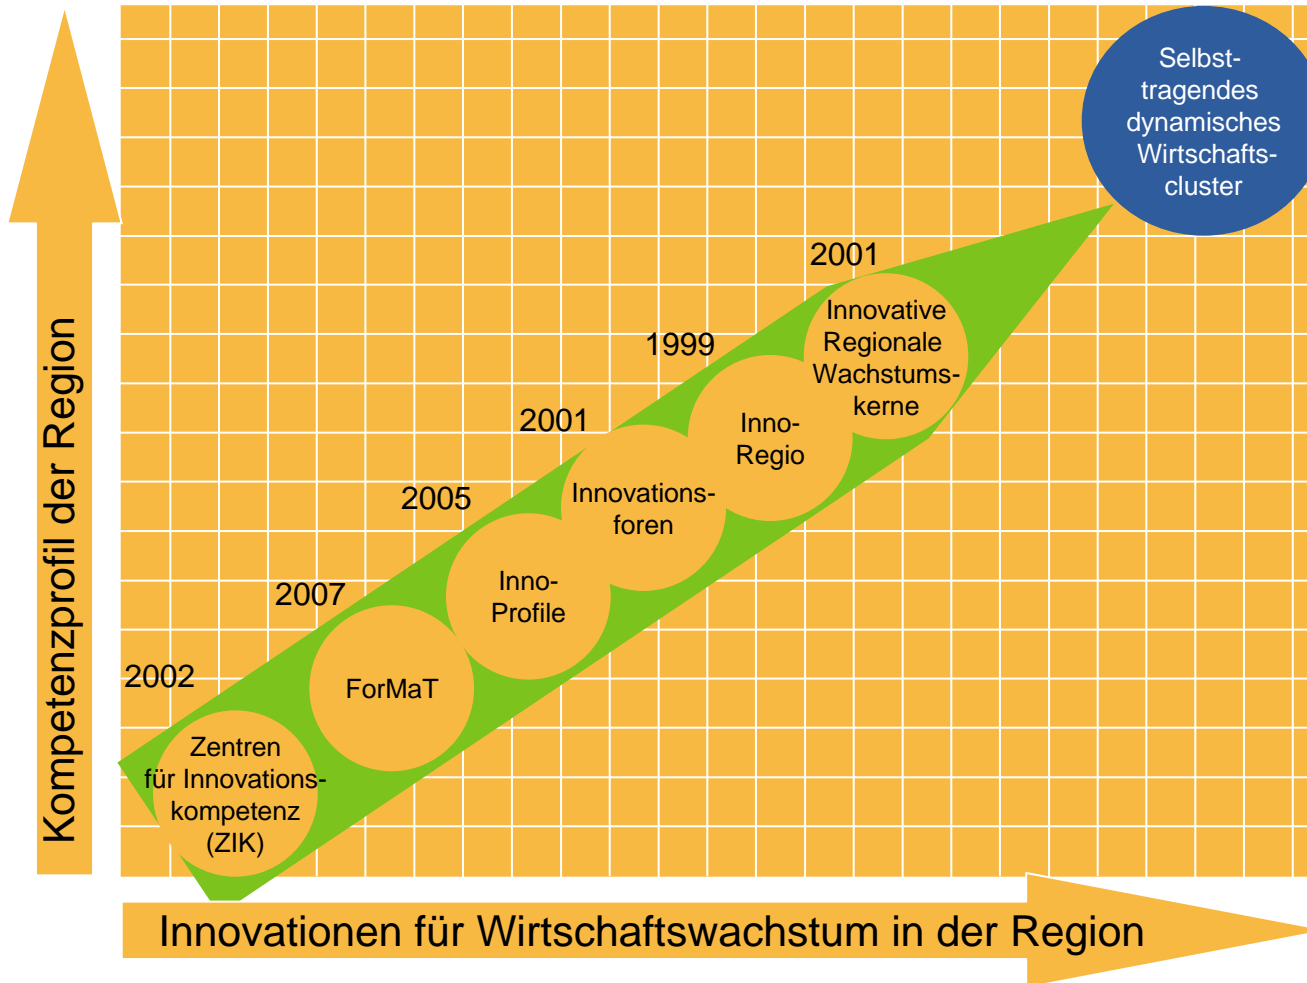 Selbst-
tragendes
dynamisches
Wirtschafts-
cluster
2001
Innovative
Regionale
Wachstums-
kerne
1999
Inno-
Regio
2001
Innovations-
foren
2005
Inno-
Profile
2007
ForMaT
2002
Zentren
für Innovations-
kompetenz
(ZIK)
Kompetenzprofil der Region
Innovationen für Wirtschaftswachstum in der Region